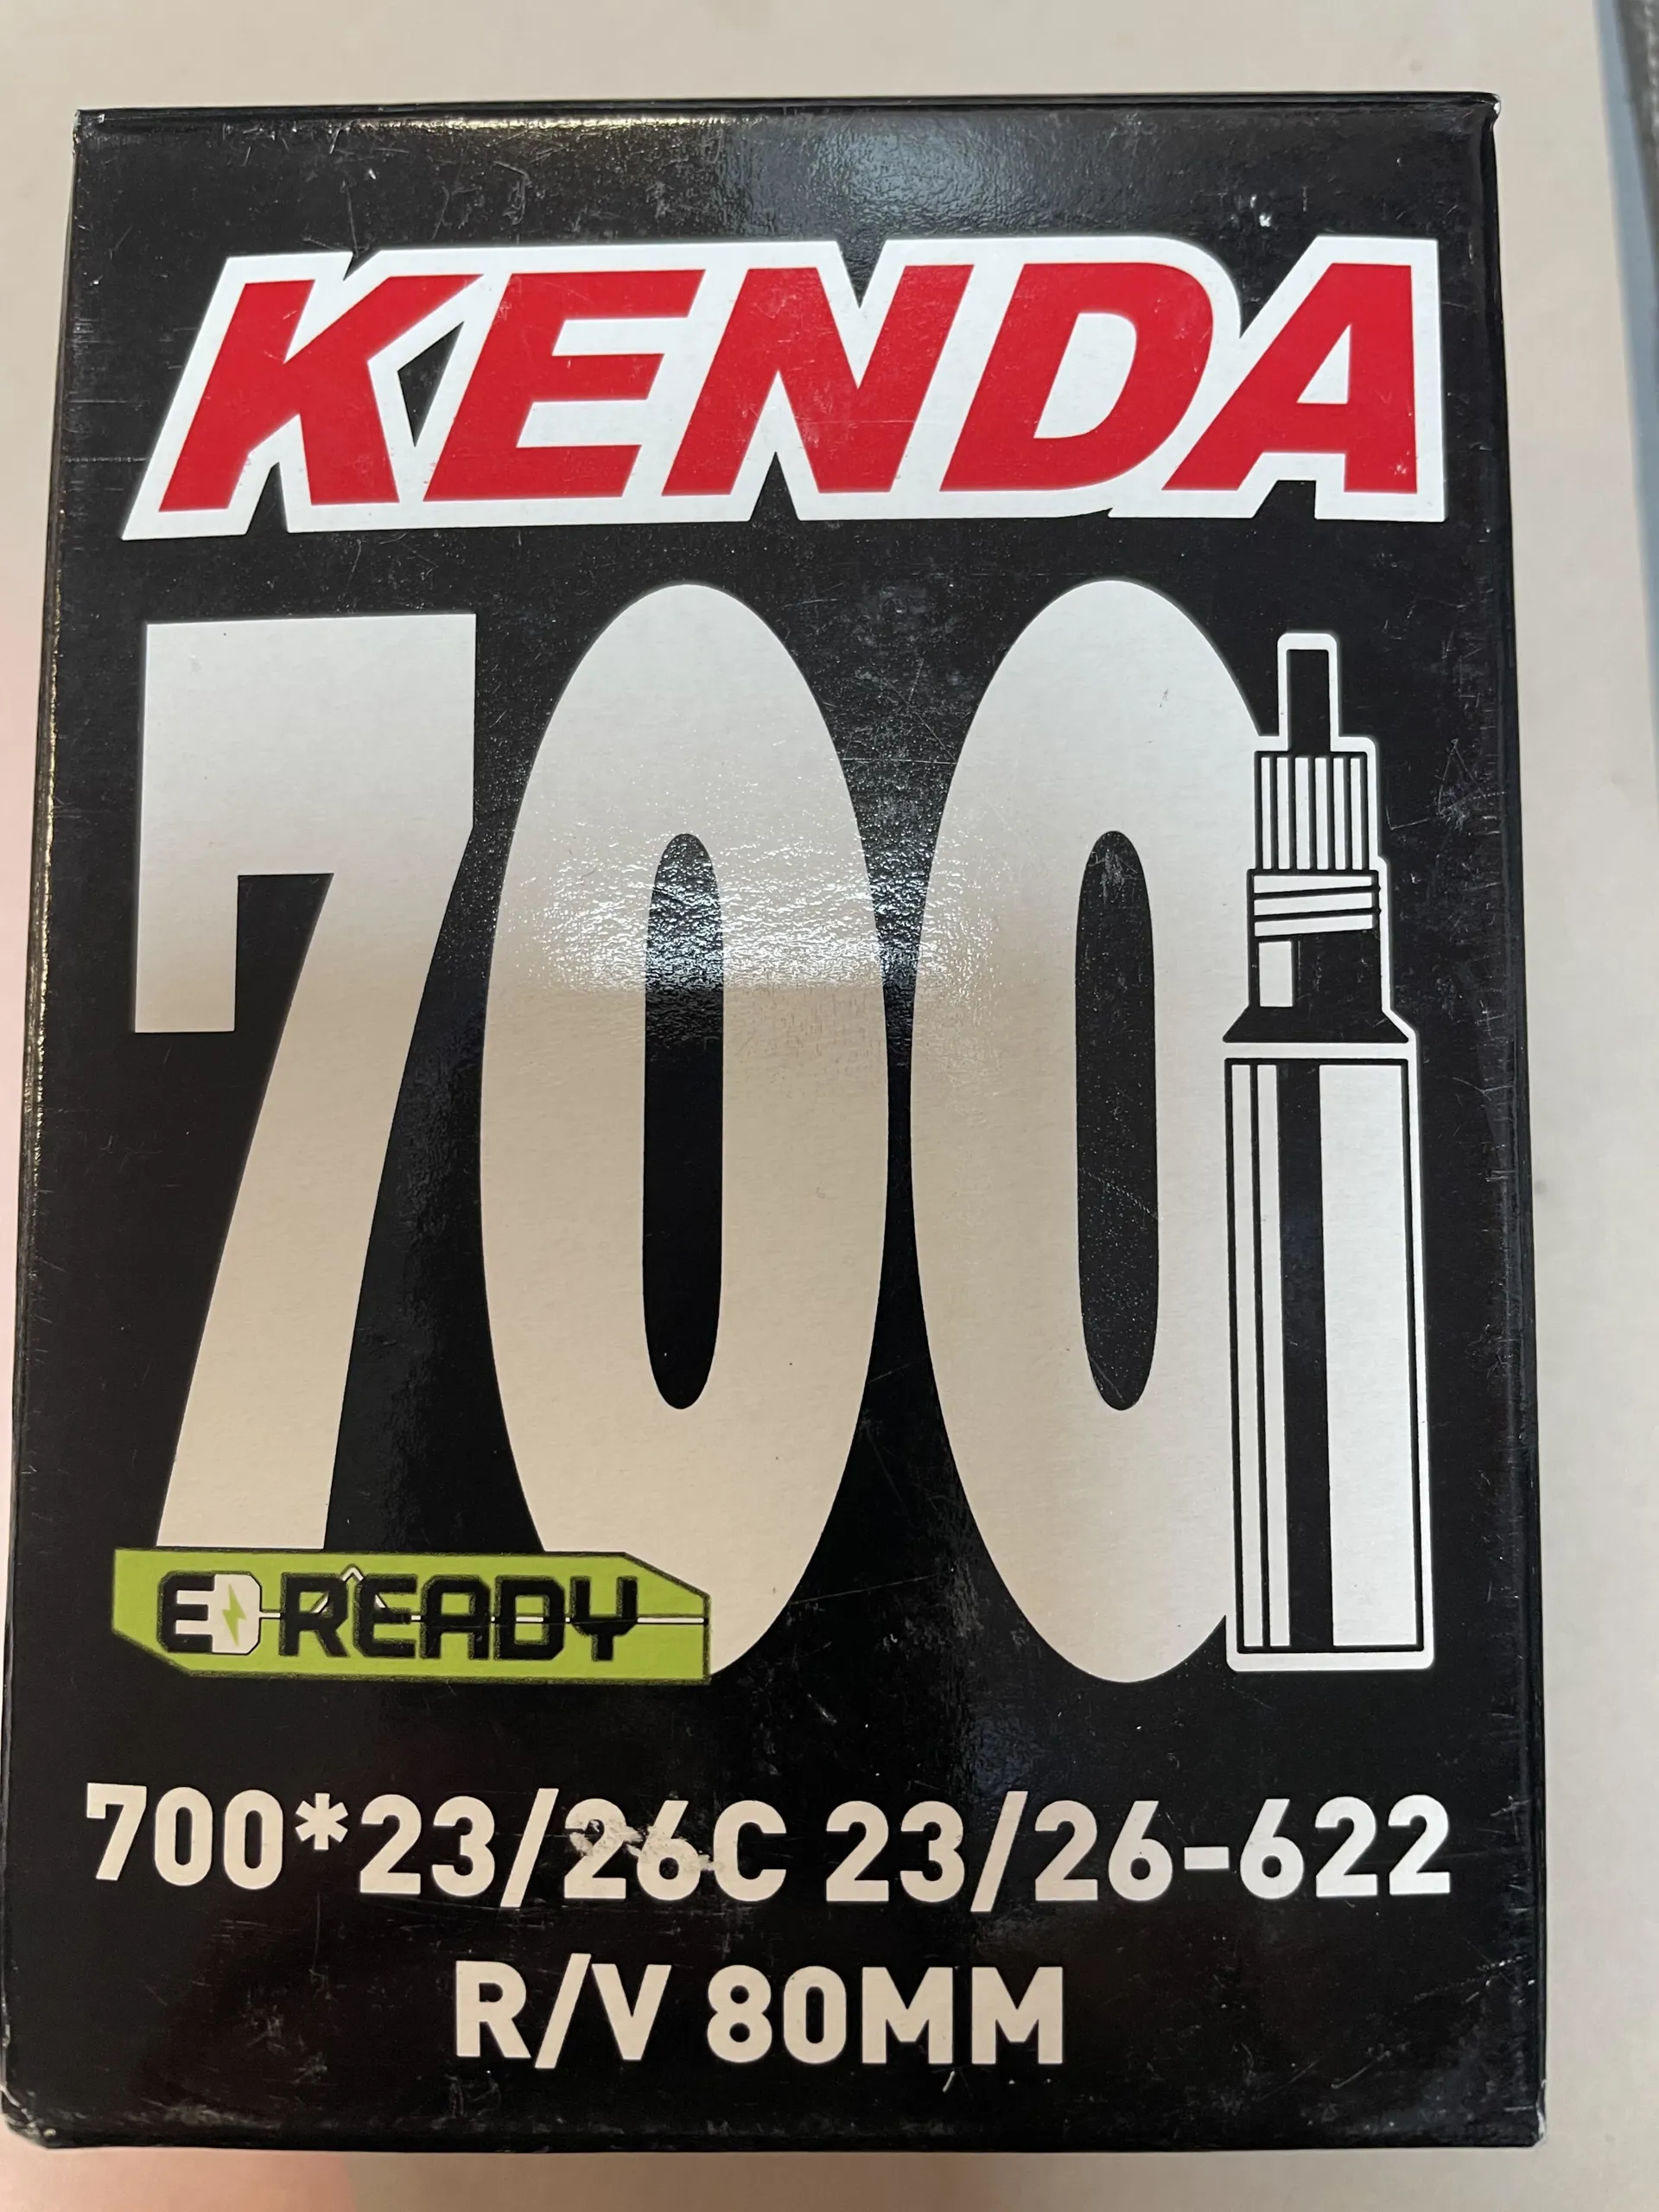 KENDA
700
E READY
700*23/26C 23/26-622
R/V 80MM